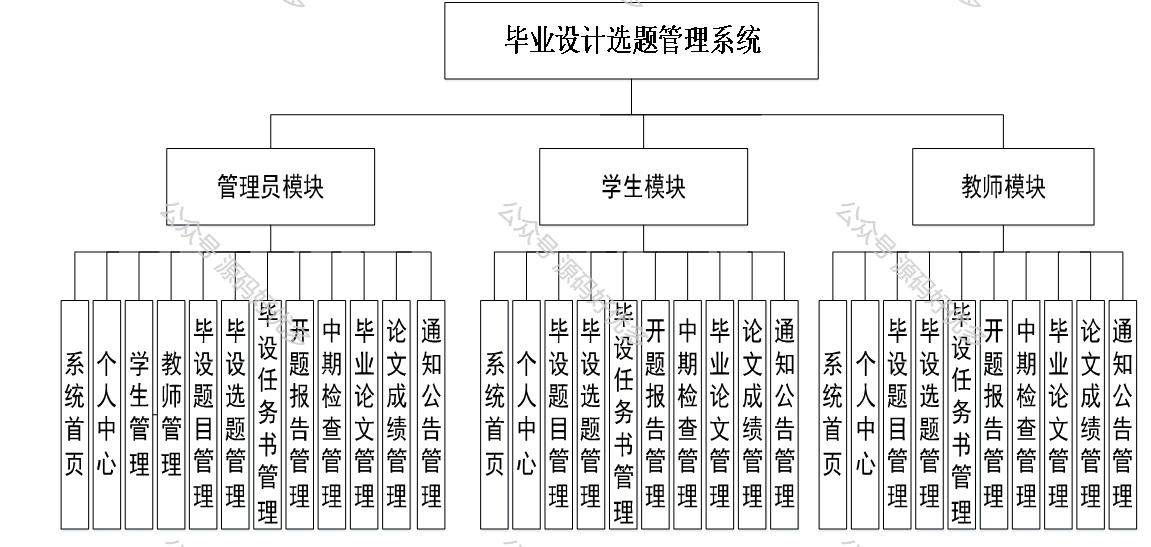 毕业设计选题管理系统
管理员模块
学生模块
教师模块
系统首页
个人中心
学生管理
教师管理
毕设题目管理
毕设选题管理
毕设任务书管理
开题报告管理
中期检查管理
毕业论文管理
论文成绩管理
通知公告管理
系统首页
个人中心
毕设题目管理
毕设选题管理
毕设任务书管理
开题报告管理
中期检查管理
毕业论文管理
论文成绩管理
通知公告管理
系统首页
个人中心
毕设题目管理
毕设选题管理
毕设任务书管理
开题报告管理
中期检查管理
毕业论文管理
论文成绩管理
通知公告管理
公众号 源码好优多
公众号 源码好优多
公众号 源码好优多